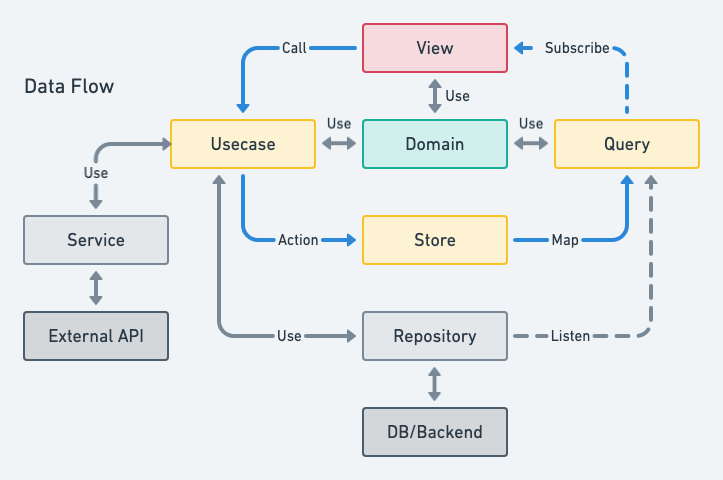 Call
View
Subscribe
Data Flow
Use
Usecase
Use
Domain
Use
Query
Use
Service
Action
Store
Map
External API
Use
Repository
Listen
DB/Backend